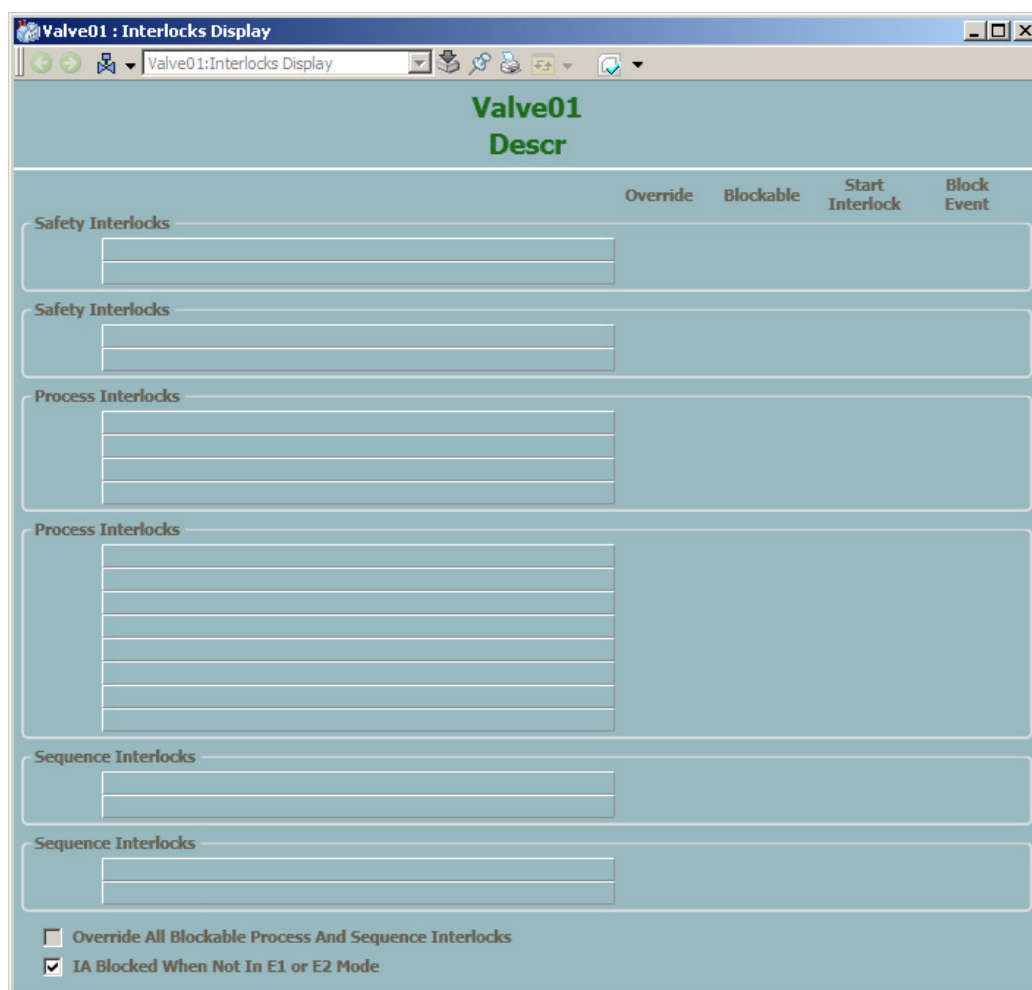 Valve01 : Interlocks Display
Valve01:Interlocks Display
Valve01
Descr
Override Blockable Start Interlock Block Event
Safety Interlocks
Safety Interlocks
Process Interlocks
Process Interlocks
Sequence Interlocks
Sequence Interlocks
Override All Blockable Process And Sequence Interlocks
IA Blocked When Not In E1 or E2 Mode